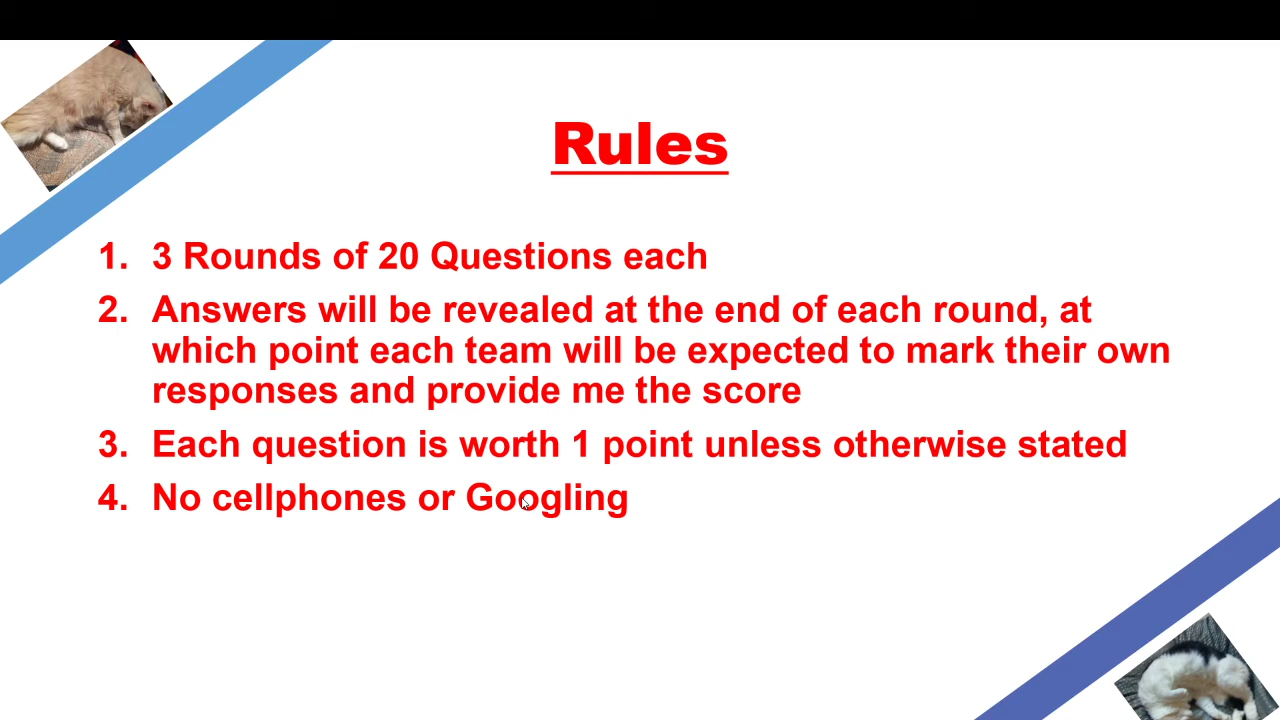 Rules
1. 3 Rounds of 20 Questions each
2. Answers will be revealed at the end of each round, at
which point each team will be expected to mark their own
responses and provide me the score
3. Each question is worth 1 point unless otherwise stated
4. No cellphones or Googling